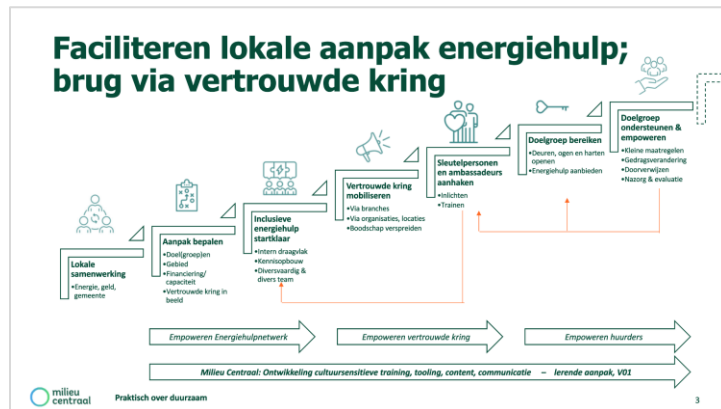 Faciliteren lokale aanpak energiehulp;
brug via vertrouwde kring
Lokale
samenwerking
•Energie, geld,
gemeente
Aanpak bepalen
•Doel(groep)en
•Gebied
•Financiering/
capaciteit
•Vertrouwde kring in
beeld
Inclusieve
energiehulp
startklaar
•Intern draagvlak
•Kennisopbouw
•Diversvaardig &
divers team
Vertrouwde kring
mobiliseren
•Via branches
•Via organisaties, locaties
•Boodschap verspreiden
Sleutelpersonen
en ambassadeurs
aanhaken
•Inlichten
•Trainen
Doelgroep bereiken
•Deuren, ogen en harten
openen
•Energiehulp aanbieden
Doelgroep
ondersteunen &
empoweren
•Kleine maatregelen
•Gedragsverandering
•Doorverwijzen
•Nazorg & evaluatie
Empoweren Energiehulpnetwerk
Empoweren vertrouwde kring
Empoweren huurders
Milieu Centraal: Ontwikkeling cultuursensitieve training, tooling, content, communicatie – lerende aanpak, V01
milieu
centraal
Praktisch over duurzaam
3